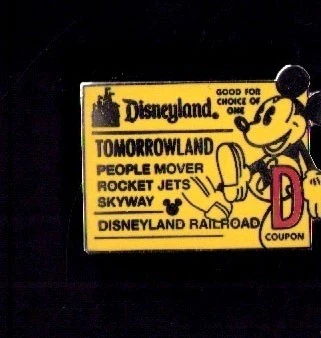 GOOD FOR
CHOICE OF
ONE
Disneyland®
TOMORROWLAND
PEOPLE MOVER
ROCKET JETS
SKYWAY
DISNEYLAND RAILROAD
D
COUPON